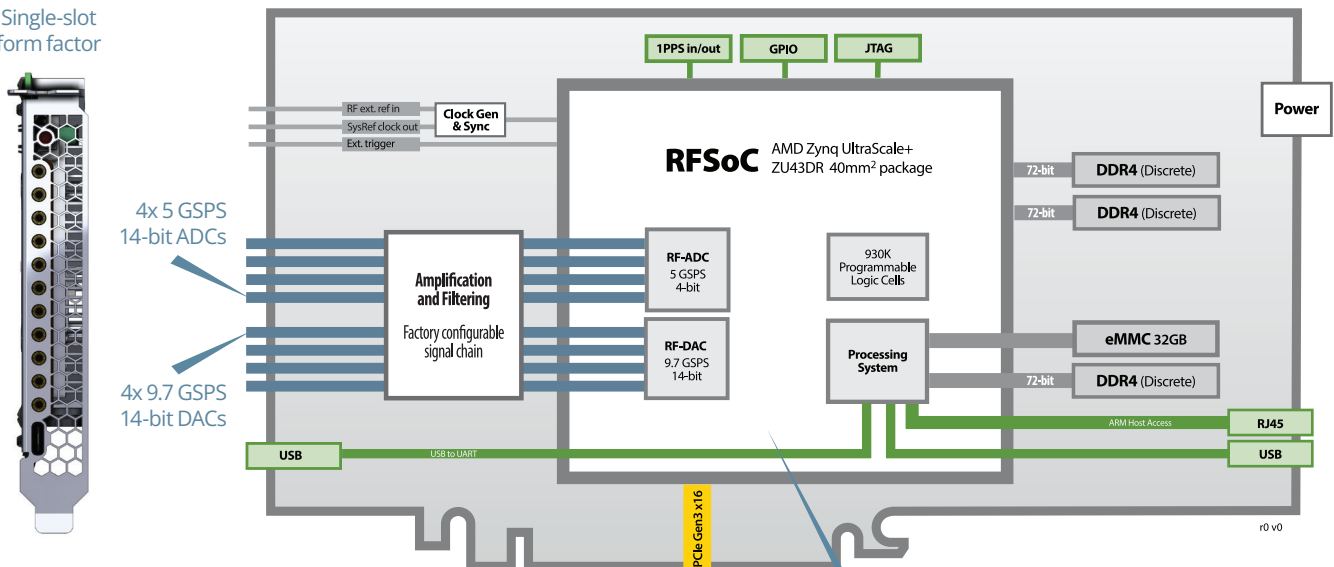 Single-slot
form factor
1PPS in/out
GPIO
JTAG
RF ext. ref in
SysRef clock out
Ext. trigger
Clock Gen
& Sync
Power
RFSoC
AMD Zynq UltraScale+
ZU43DR 40mm² package
72-bit
DDR4 (Discrete)
72-bit
DDR4 (Discrete)
4x 5 GSPS
14-bit ADCs
Amplification
and Filtering
Factory configurable
signal chain
RF-ADC
5 GSPS
4-bit
930K
Programmable
Logic Cells
4x 9.7 GSPS
14-bit DACs
RF-DAC
9.7 GSPS
14-bit
Processing
System
eMMC 32GB
72-bit
DDR4 (Discrete)
ARM Host Access
RJ45
USB
USB to UART
USB
PCIe Gen3 x16
r0 v0